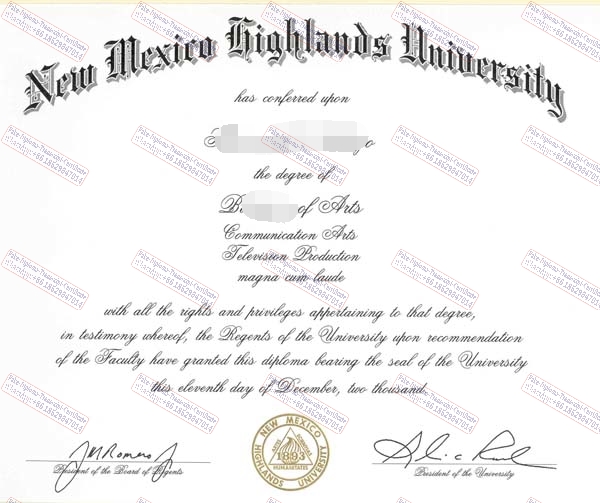 New Mexico Highlands University
has conferred upon
the degree of
of Arts
Communication Arts
Television Production
magna cum laude
with all the rights and privileges appertaining to that degree,
in testimony whereof, the Regents of the University upon recommendation
of the Faculty have granted this diploma bearing the seal of the University
this eleventh day of December, two thousand.
NEW MEXICO
1893
HIGHLANDS UNIVERSITY
President of the Board of Regents
President of the University